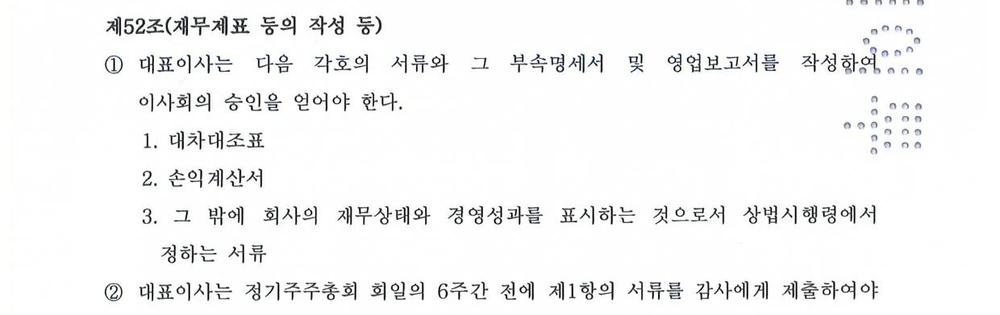 제52조(재무제표 등의 작성 등)
① 대표이사는 다음 각호의 서류와 그 부속명세서 및 영업보고서를 작성하여
이사회의 승인을 얻어야 한다.
1. 대차대조표
2. 손익계산서
3. 그 밖에 회사의 재무상태와 경영성과를 표시하는 것으로서 상법시행령에서
정하는 서류
② 대표이사는 정기주주총회 회일의 6주간 전에 제1항의 서류를 감사에게 제출하여야